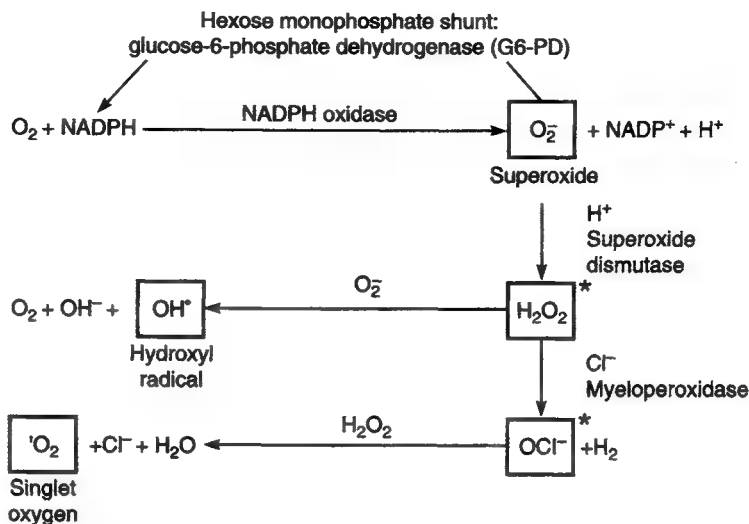 Hexose monophosphate shunt:
glucose-6-phosphate dehydrogenase (G6-PD)
O₂ + NADPH
NADPH oxidase
O₂̄ + NADP⁺ + H⁺
Superoxide
H⁺
Superoxide
dismutase
O₂ + OH⁻ + OH•
O₂̄
H₂O₂*
Hydroxyl
radical
Cl⁻
Myeloperoxidase
'O₂ +Cl⁻ + H₂O
H₂O₂
OCl⁻* +H₂
Singlet
oxygen